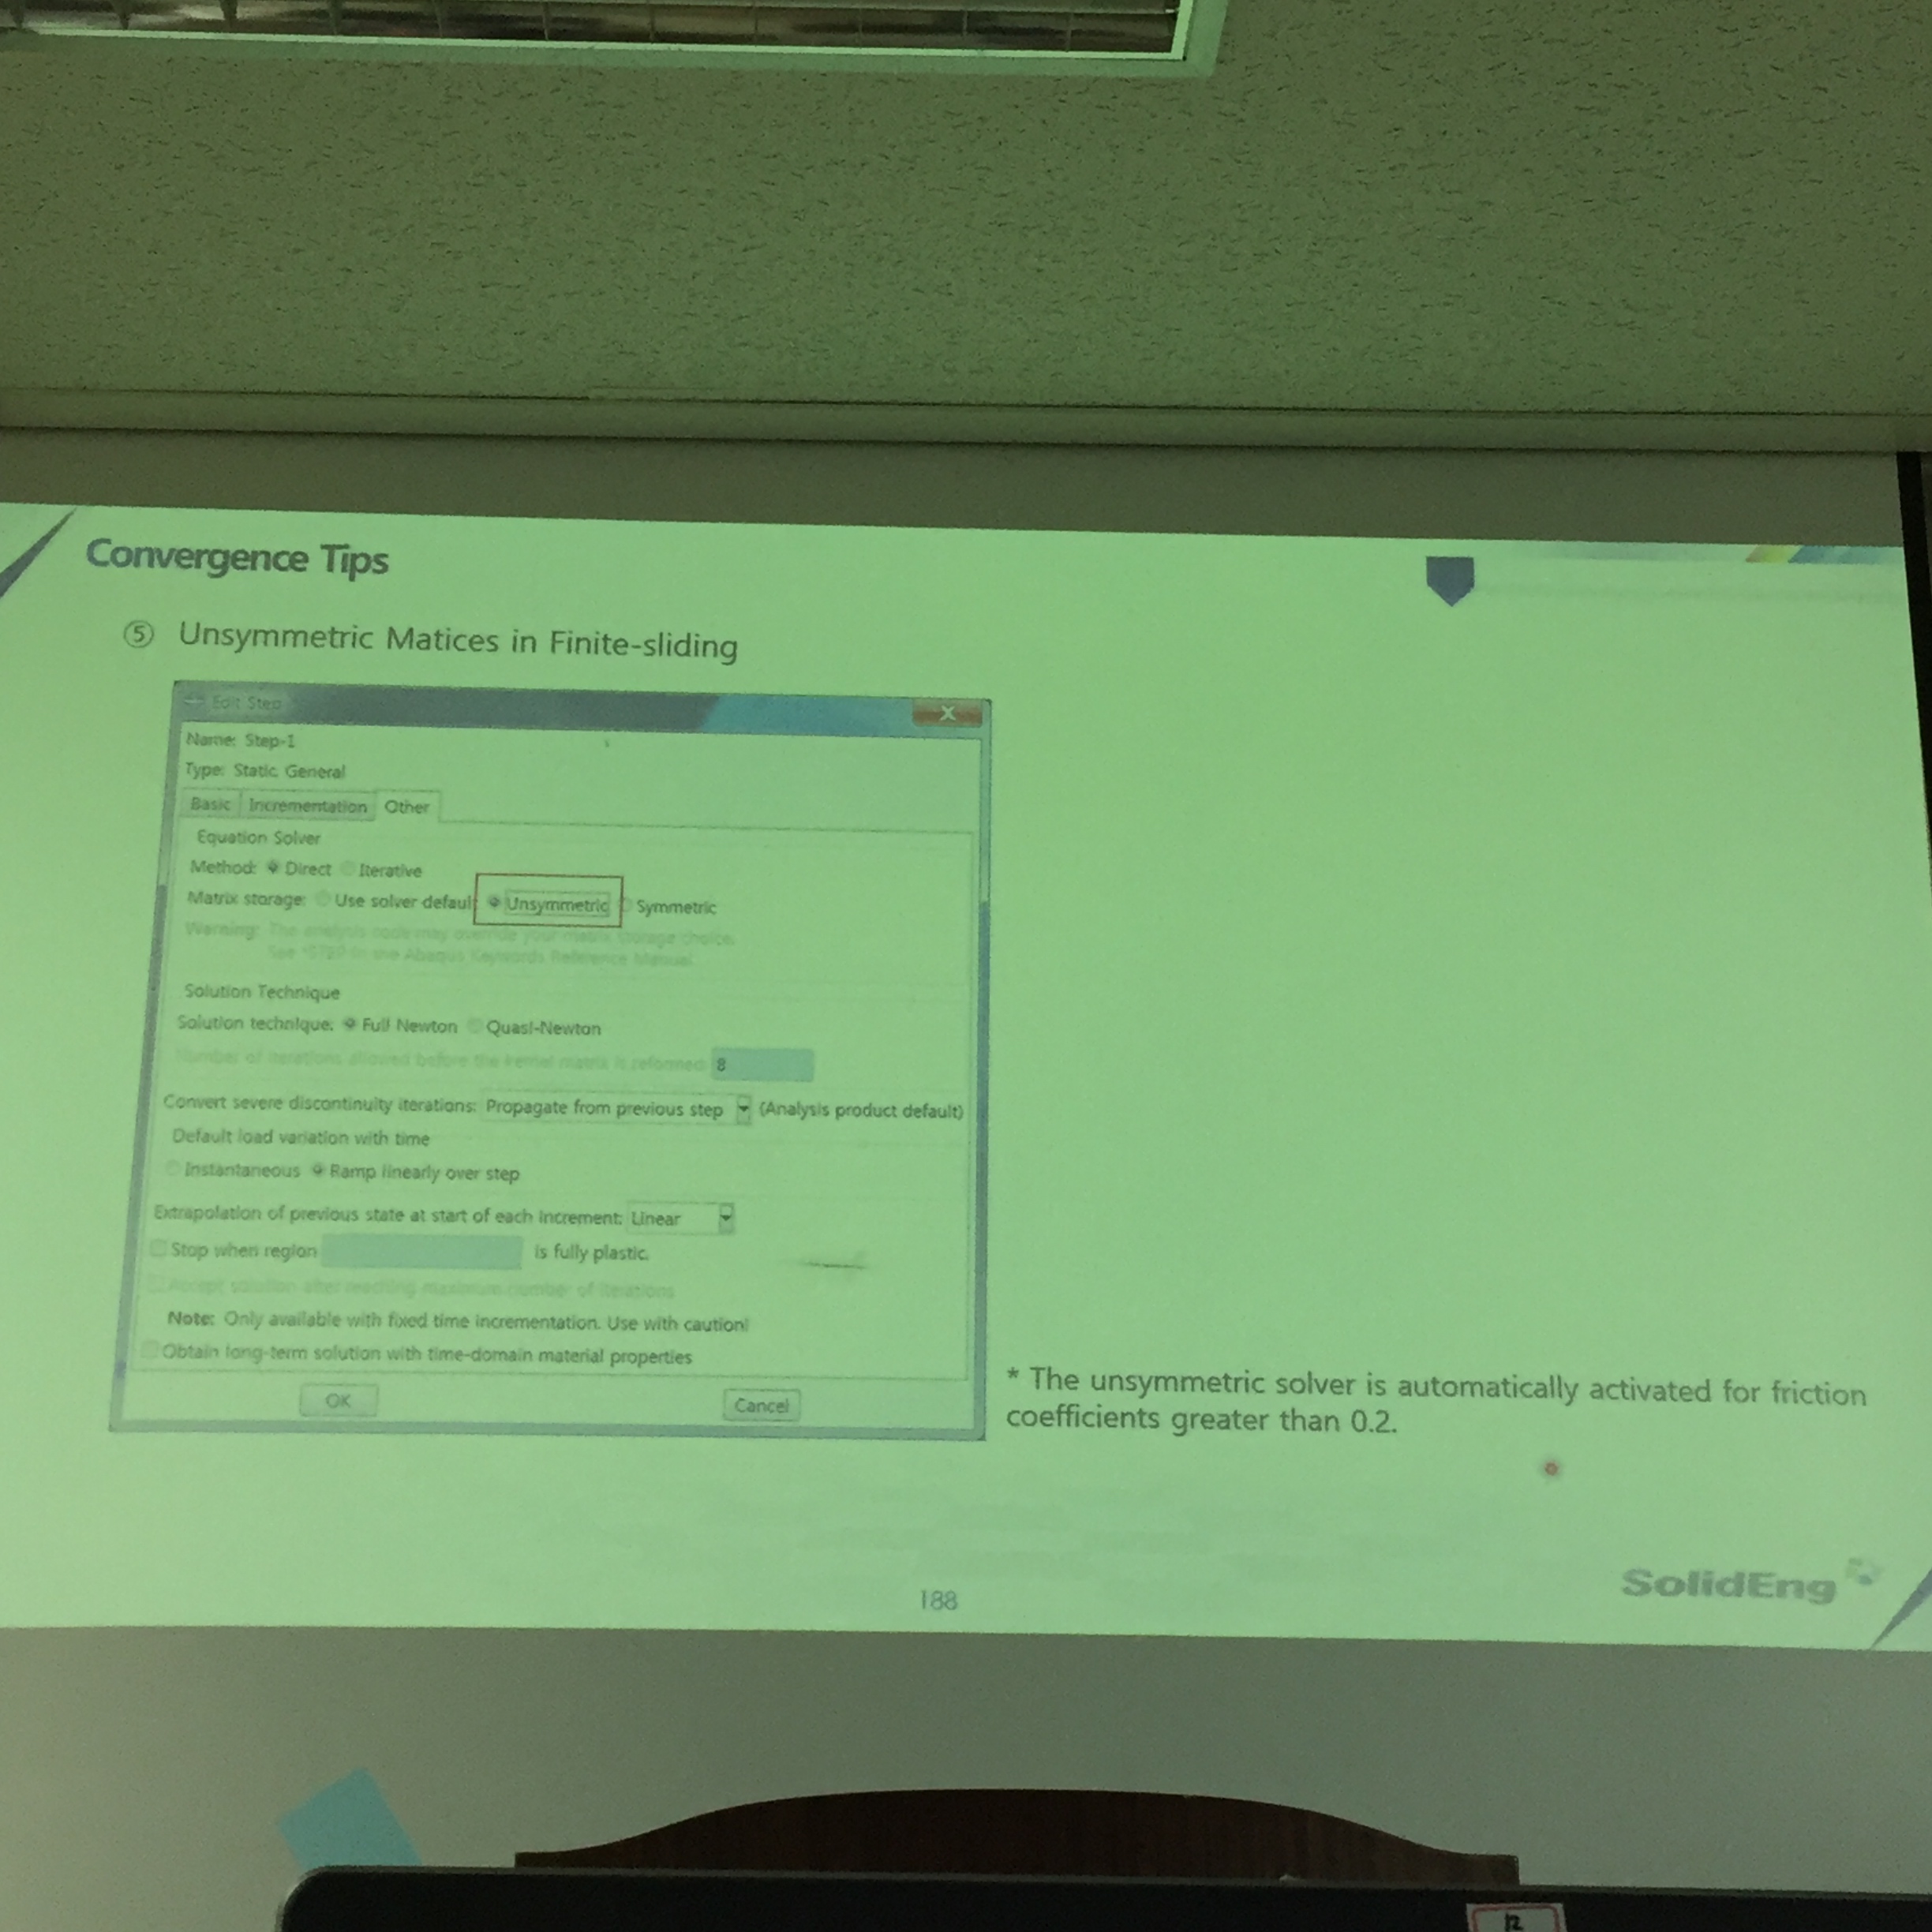 Convergence Tips
⑤ Unsymmetric Matices in Finite-sliding
Edit Step
Name: Step-1
Type: Static, General
Basic Incrementation Other
Equation Solver
Method: Direct Iterative
Matrix storage: Use solver defaul Unsymmetric Symmetric
Warning: The analysis code may override your matrix storage choice.
See *STEP in the Abaqus Keywords Reference Manual.
Solution Technique
Solution technique: Full Newton Quasi-Newton
Number of iterations allowed before the kernel matrix is reformed: 8
Convert severe discontinuity iterations: Propagate from previous step (Analysis product default)
Default load variation with time
Instantaneous Ramp linearly over step
Extrapolation of previous state at start of each increment: Linear
Stop when region is fully plastic.
Accept solution after reaching maximum number of iterations
Note: Only available with fixed time incrementation. Use with caution!
Obtain long-term solution with time-domain material properties
OK Cancel
* The unsymmetric solver is automatically activated for friction
coefficients greater than 0.2.
188
SolidEng
12